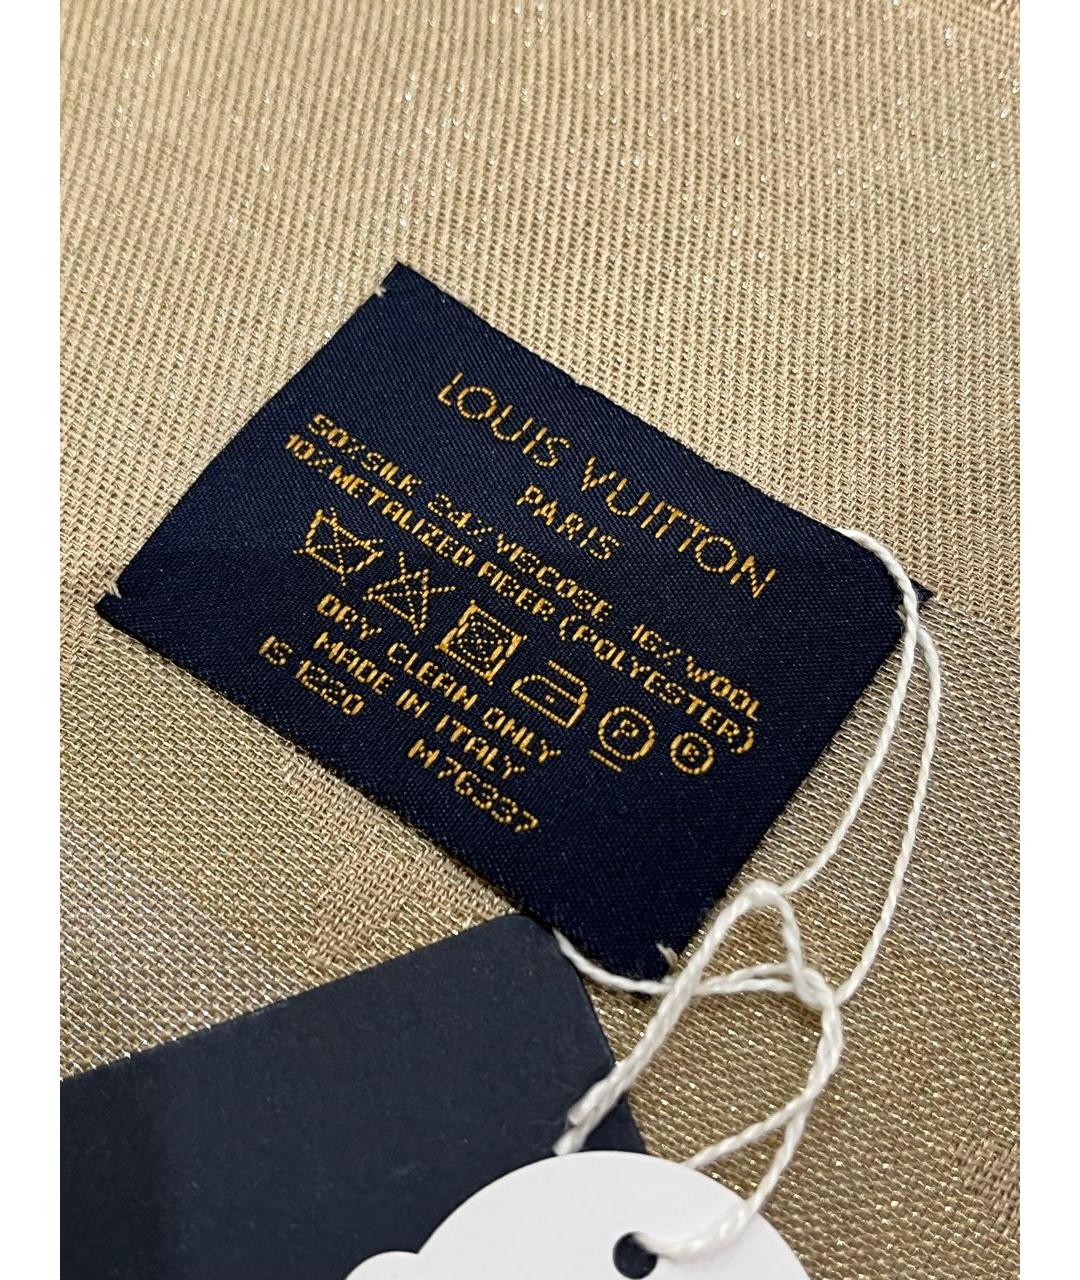 LOUIS VUITTON
PARIS
50%SILK 24% VISCOSE 16% WOOL
10%METALIZED FIBER (POLYESTER)
P
DRY CLEAN ONLY
MADE IN ITALY
IS 1220 M76337